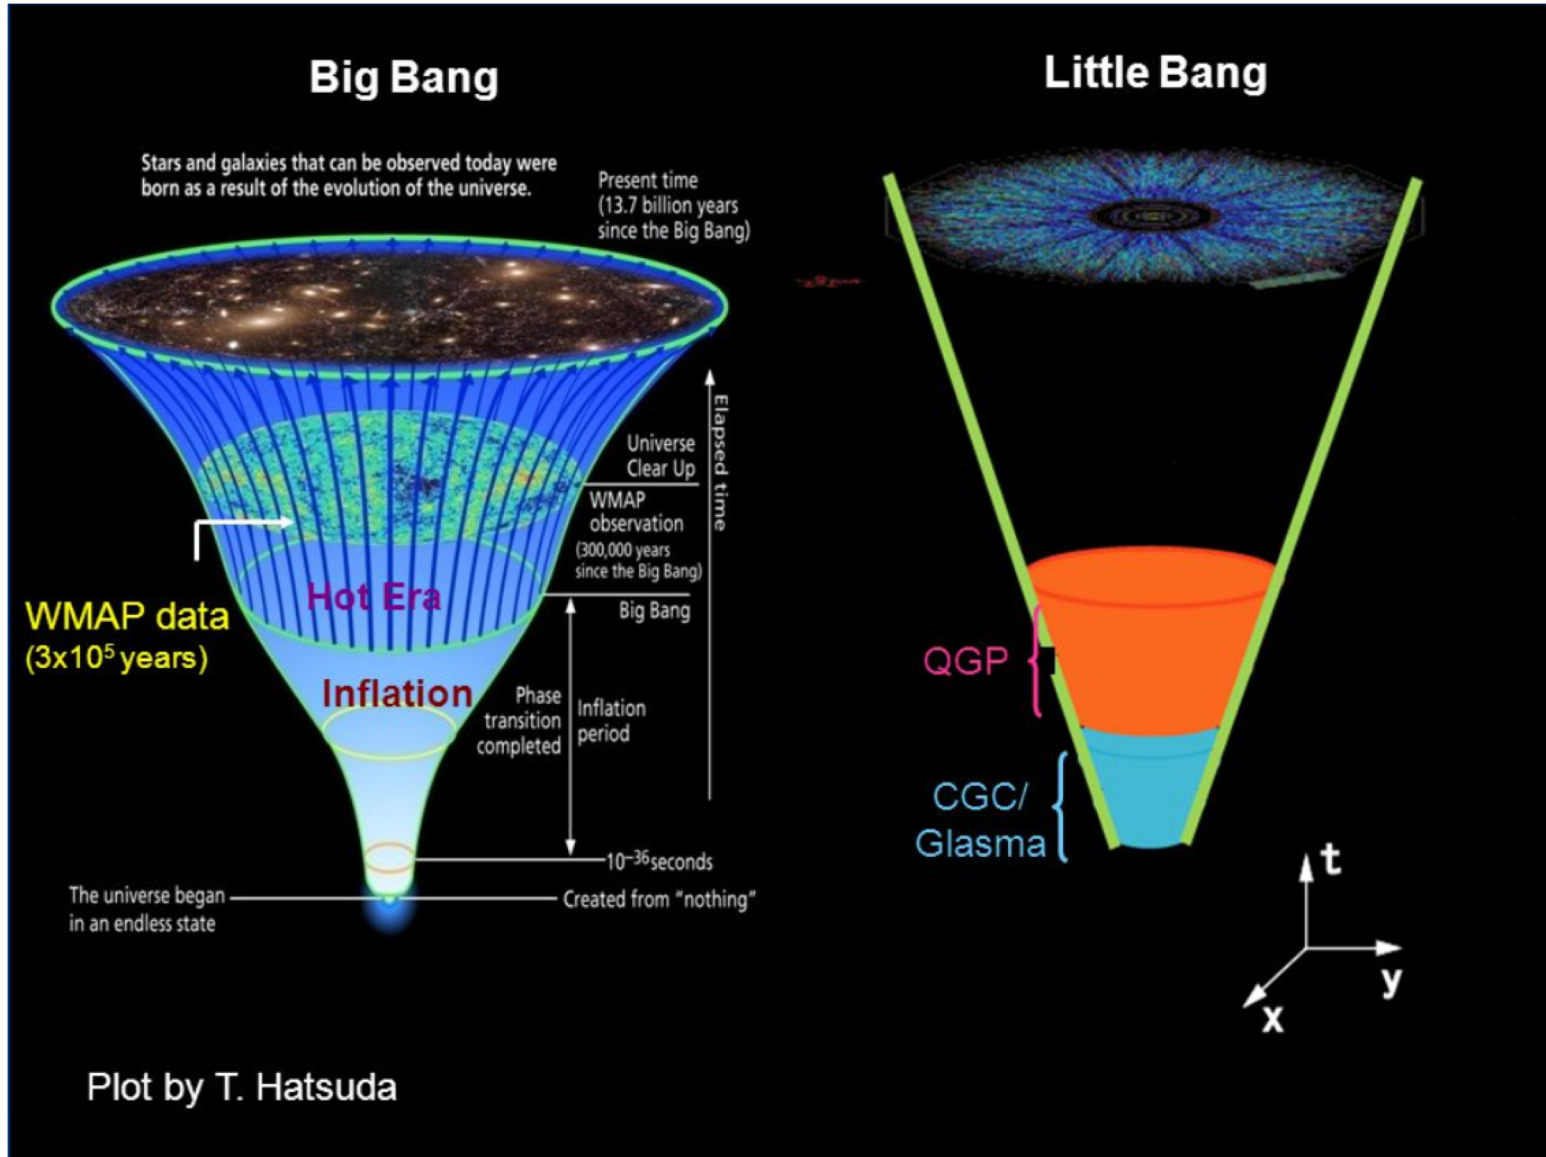 Big Bang
Stars and galaxies that can be observed today were
born as a result of the evolution of the universe.
Present time
(13.7 billion years
since the Big Bang)
Elapsed time
Universe
Clear Up
WMAP
observation
(300,000 years
since the Big Bang)
Big Bang
Hot Era
WMAP data
(3x10⁵ years)
Inflation
Phase
transition
completed
Inflation
period
10⁻³⁶ seconds
The universe began
in an endless state
Created from “nothing”
Little Bang
QGP
CGC/
Glasma
t
y
x
Plot by T. Hatsuda